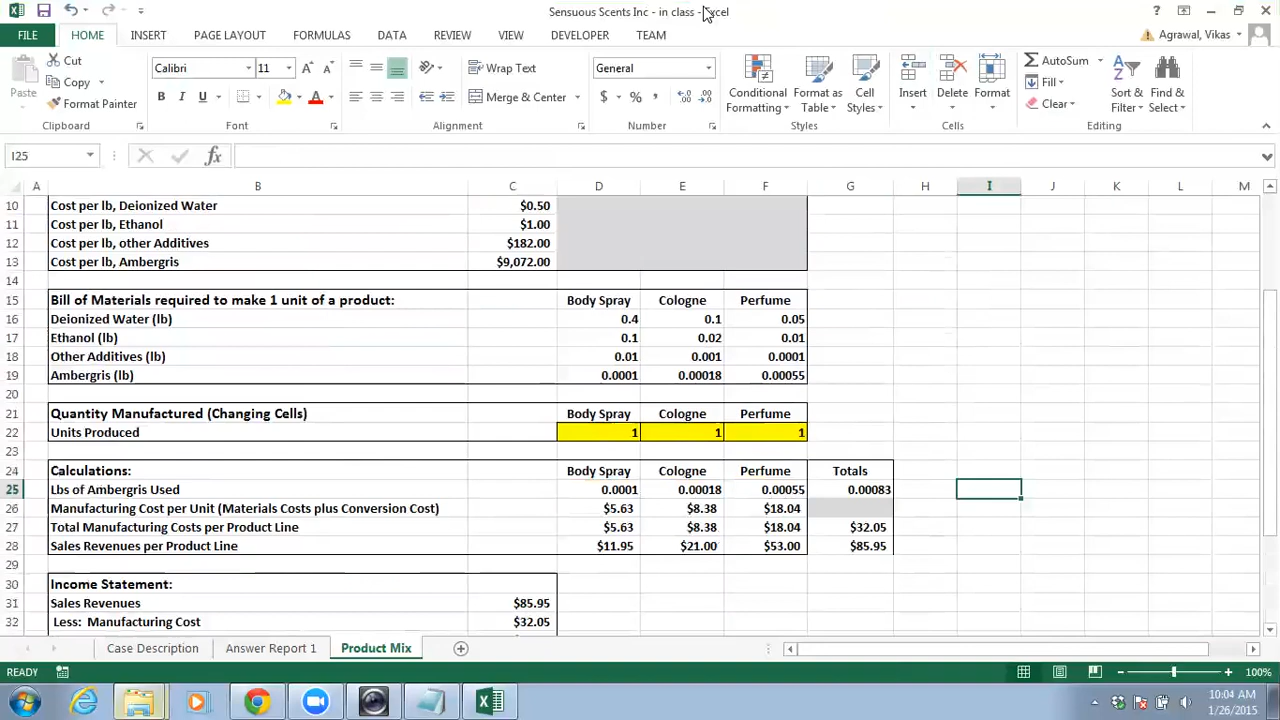 Sensuous Scents Inc - in class - Excel
FILE HOME INSERT PAGE LAYOUT FORMULAS DATA REVIEW VIEW DEVELOPER TEAM Agrawal, Vikas
Cut
Copy
Format Painter
Paste
Clipboard
Calibri 11
B I U
Font
Wrap Text
Merge & Center
Alignment
General
$ % ,
Number
Conditional Formatting
Format as Table
Cell Styles
Styles
Insert Delete Format
Cells
AutoSum
Fill
Clear
Sort & Filter
Find & Select
Editing
I25 fx
A B C D E F G H I J K L M
10 Cost per lb, Deionized Water $0.50
11 Cost per lb, Ethanol $1.00
12 Cost per lb, other Additives $182.00
13 Cost per lb, Ambergris $9,072.00
14
15 Bill of Materials required to make 1 unit of a product: Body Spray Cologne Perfume
16 Deionized Water (lb) 0.4 0.1 0.05
17 Ethanol (lb) 0.1 0.02 0.01
18 Other Additives (lb) 0.01 0.001 0.0001
19 Ambergris (lb) 0.0001 0.00018 0.00055
20
21 Quantity Manufactured (Changing Cells) Body Spray Cologne Perfume
22 Units Produced 1 1 1
23
24 Calculations: Body Spray Cologne Perfume Totals
25 Lbs of Ambergris Used 0.0001 0.00018 0.00055 0.00083
26 Manufacturing Cost per Unit (Materials Costs plus Conversion Cost) $5.63 $8.38 $18.04
27 Total Manufacturing Costs per Product Line $5.63 $8.38 $18.04 $32.05
28 Sales Revenues per Product Line $11.95 $21.00 $53.00 $85.95
29
30 Income Statement:
31 Sales Revenues $85.95
32 Less: Manufacturing Cost $32.05
Case Description Answer Report 1 Product Mix
READY 100%
10:04 AM
1/26/2015